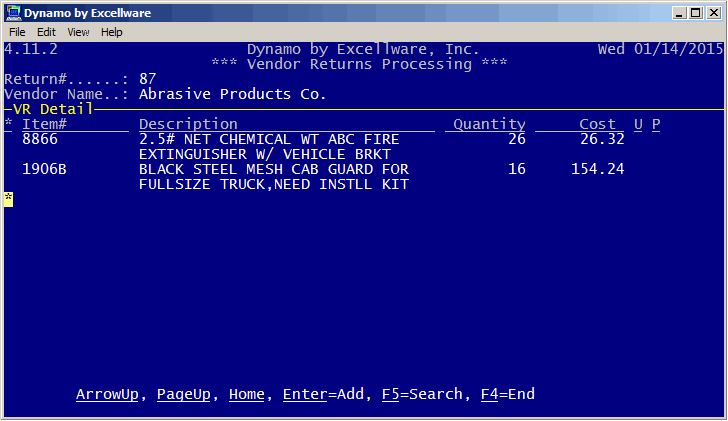 Dynamo by Excellware
File Edit View Help
4.11.2 Dynamo by Excellware, Inc. Wed 01/14/2015
*** Vendor Returns Processing ***
Return#......: 87
Vendor Name..: Abrasive Products Co.
VR Detail
* Item# Description Quantity Cost U P
8866 2.5# NET CHEMICAL WT ABC FIRE 26 26.32
EXTINGUISHER W/ VEHICLE BRKT
1906B BLACK STEEL MESH CAB GUARD FOR 16 154.24
FULLSIZE TRUCK,NEED INSTLL KIT
*
ArrowUp, PageUp, Home, Enter=Add, F5=Search, F4=End